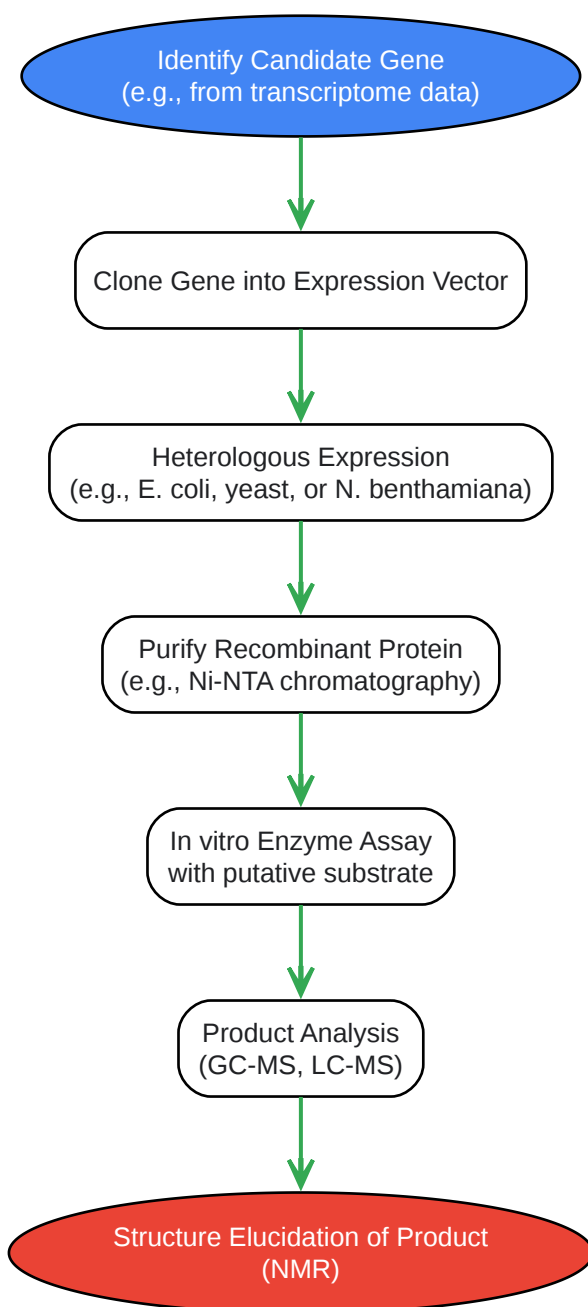 Identify Candidate Gene
(e.g., from transcriptome data)
Clone Gene into Expression Vector
Heterologous Expression
(e.g., E. coli, yeast, or N. benthamiana)
Purify Recombinant Protein
(e.g., Ni-NTA chromatography)
In vitro Enzyme Assay
with putative substrate
Product Analysis
(GC-MS, LC-MS)
Structure Elucidation of Product
(NMR)